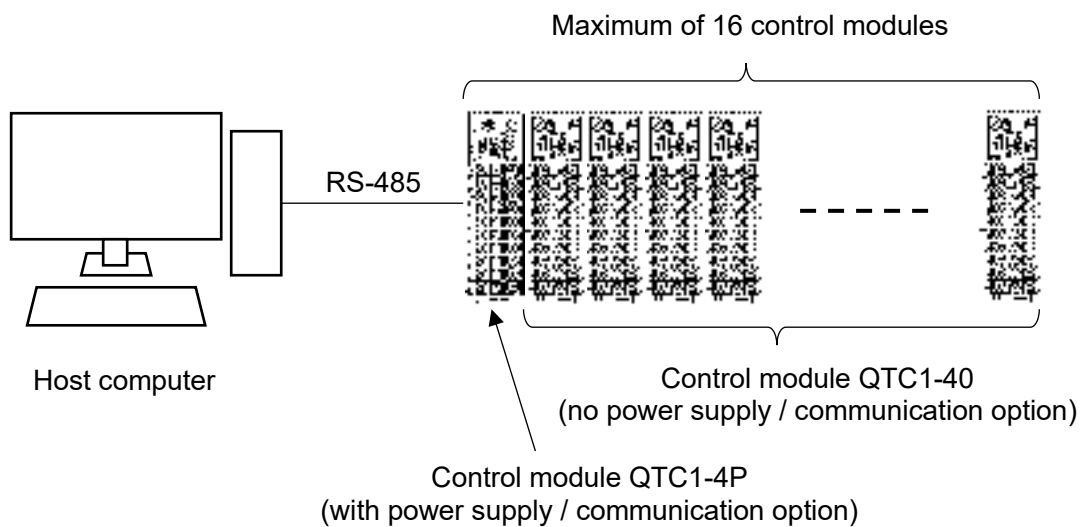 Maximum of 16 control modules
RS-485
Host computer
Control module QTC1-40
(no power supply / communication option)
Control module QTC1-4P
(with power supply / communication option)